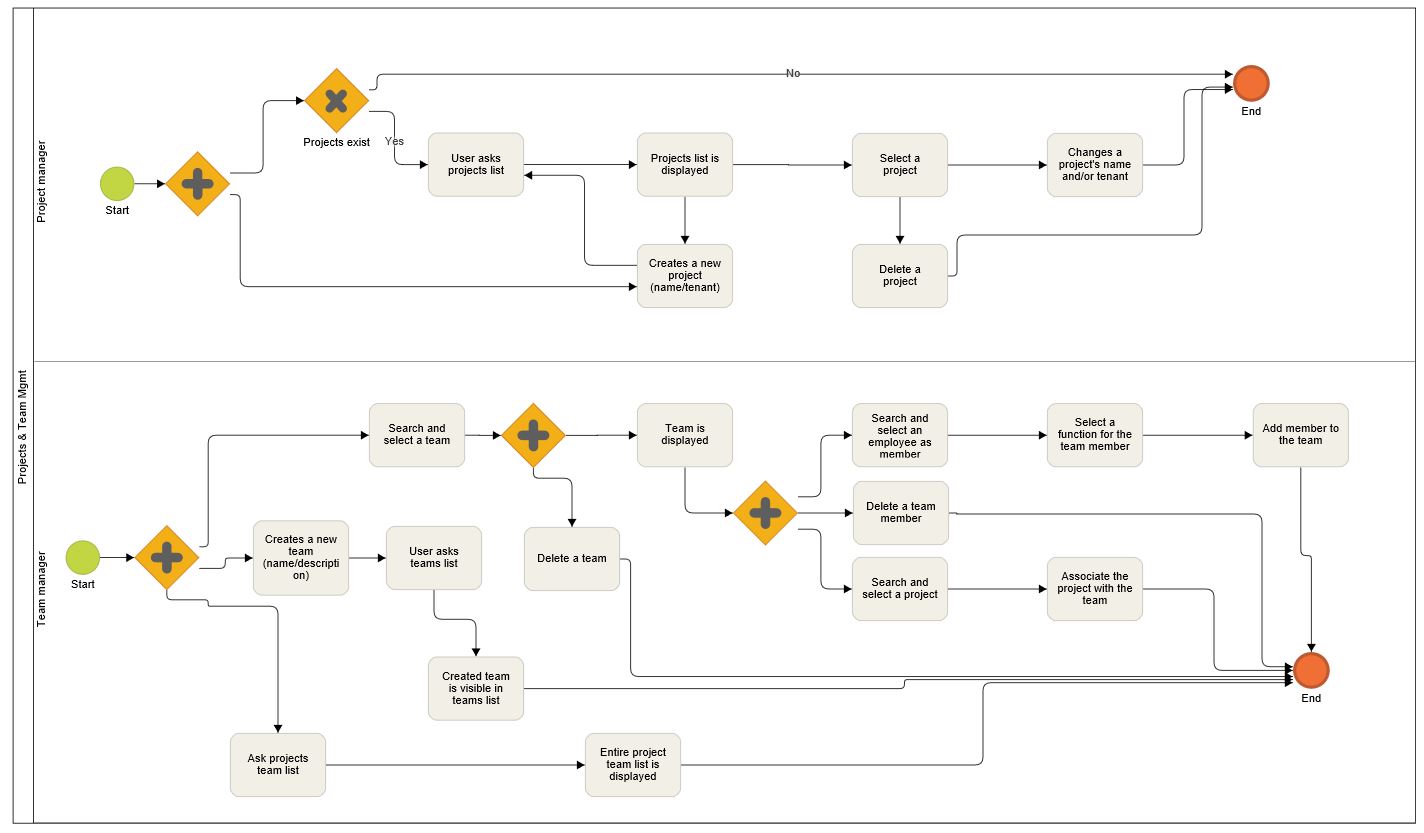 Projects & Team Mgmt
Project manager
Start
Projects exist
No
Yes
User asks
projects list
Projects list is
displayed
Creates a new
project
(name/tenant)
Select a
project
Delete a
project
Changes a
project's name
and/or tenant
End
Team manager
Start
Search and
select a team
Creates a new
team
(name/descripti
on)
User asks
teams list
Created team
is visible in
teams list
Ask projects
team list
Entire project
team list is
displayed
Delete a team
Team is
displayed
Search and
select an
employee as
member
Select a
function for the
team member
Add member to
the team
Delete a team
member
Search and
select a project
Associate the
project with the
team
End